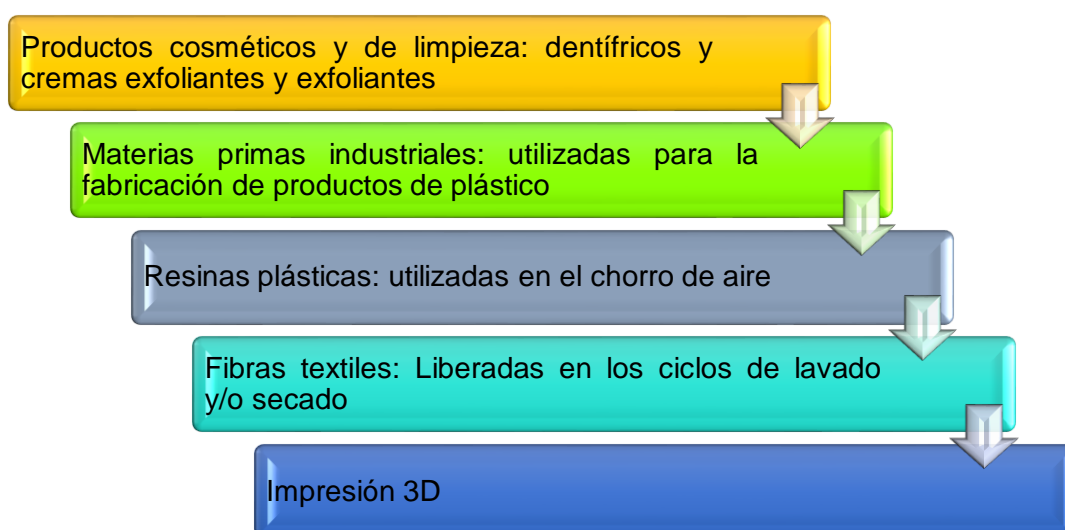 Productos cosméticos y de limpieza: dentífricos y
cremas exfoliantes y exfoliantes
Materias primas industriales: utilizadas para la
fabricación de productos de plástico
Resinas plásticas: utilizadas en el chorro de aire
Fibras textiles: Liberadas en los ciclos de lavado
y/o secado
Impresión 3D